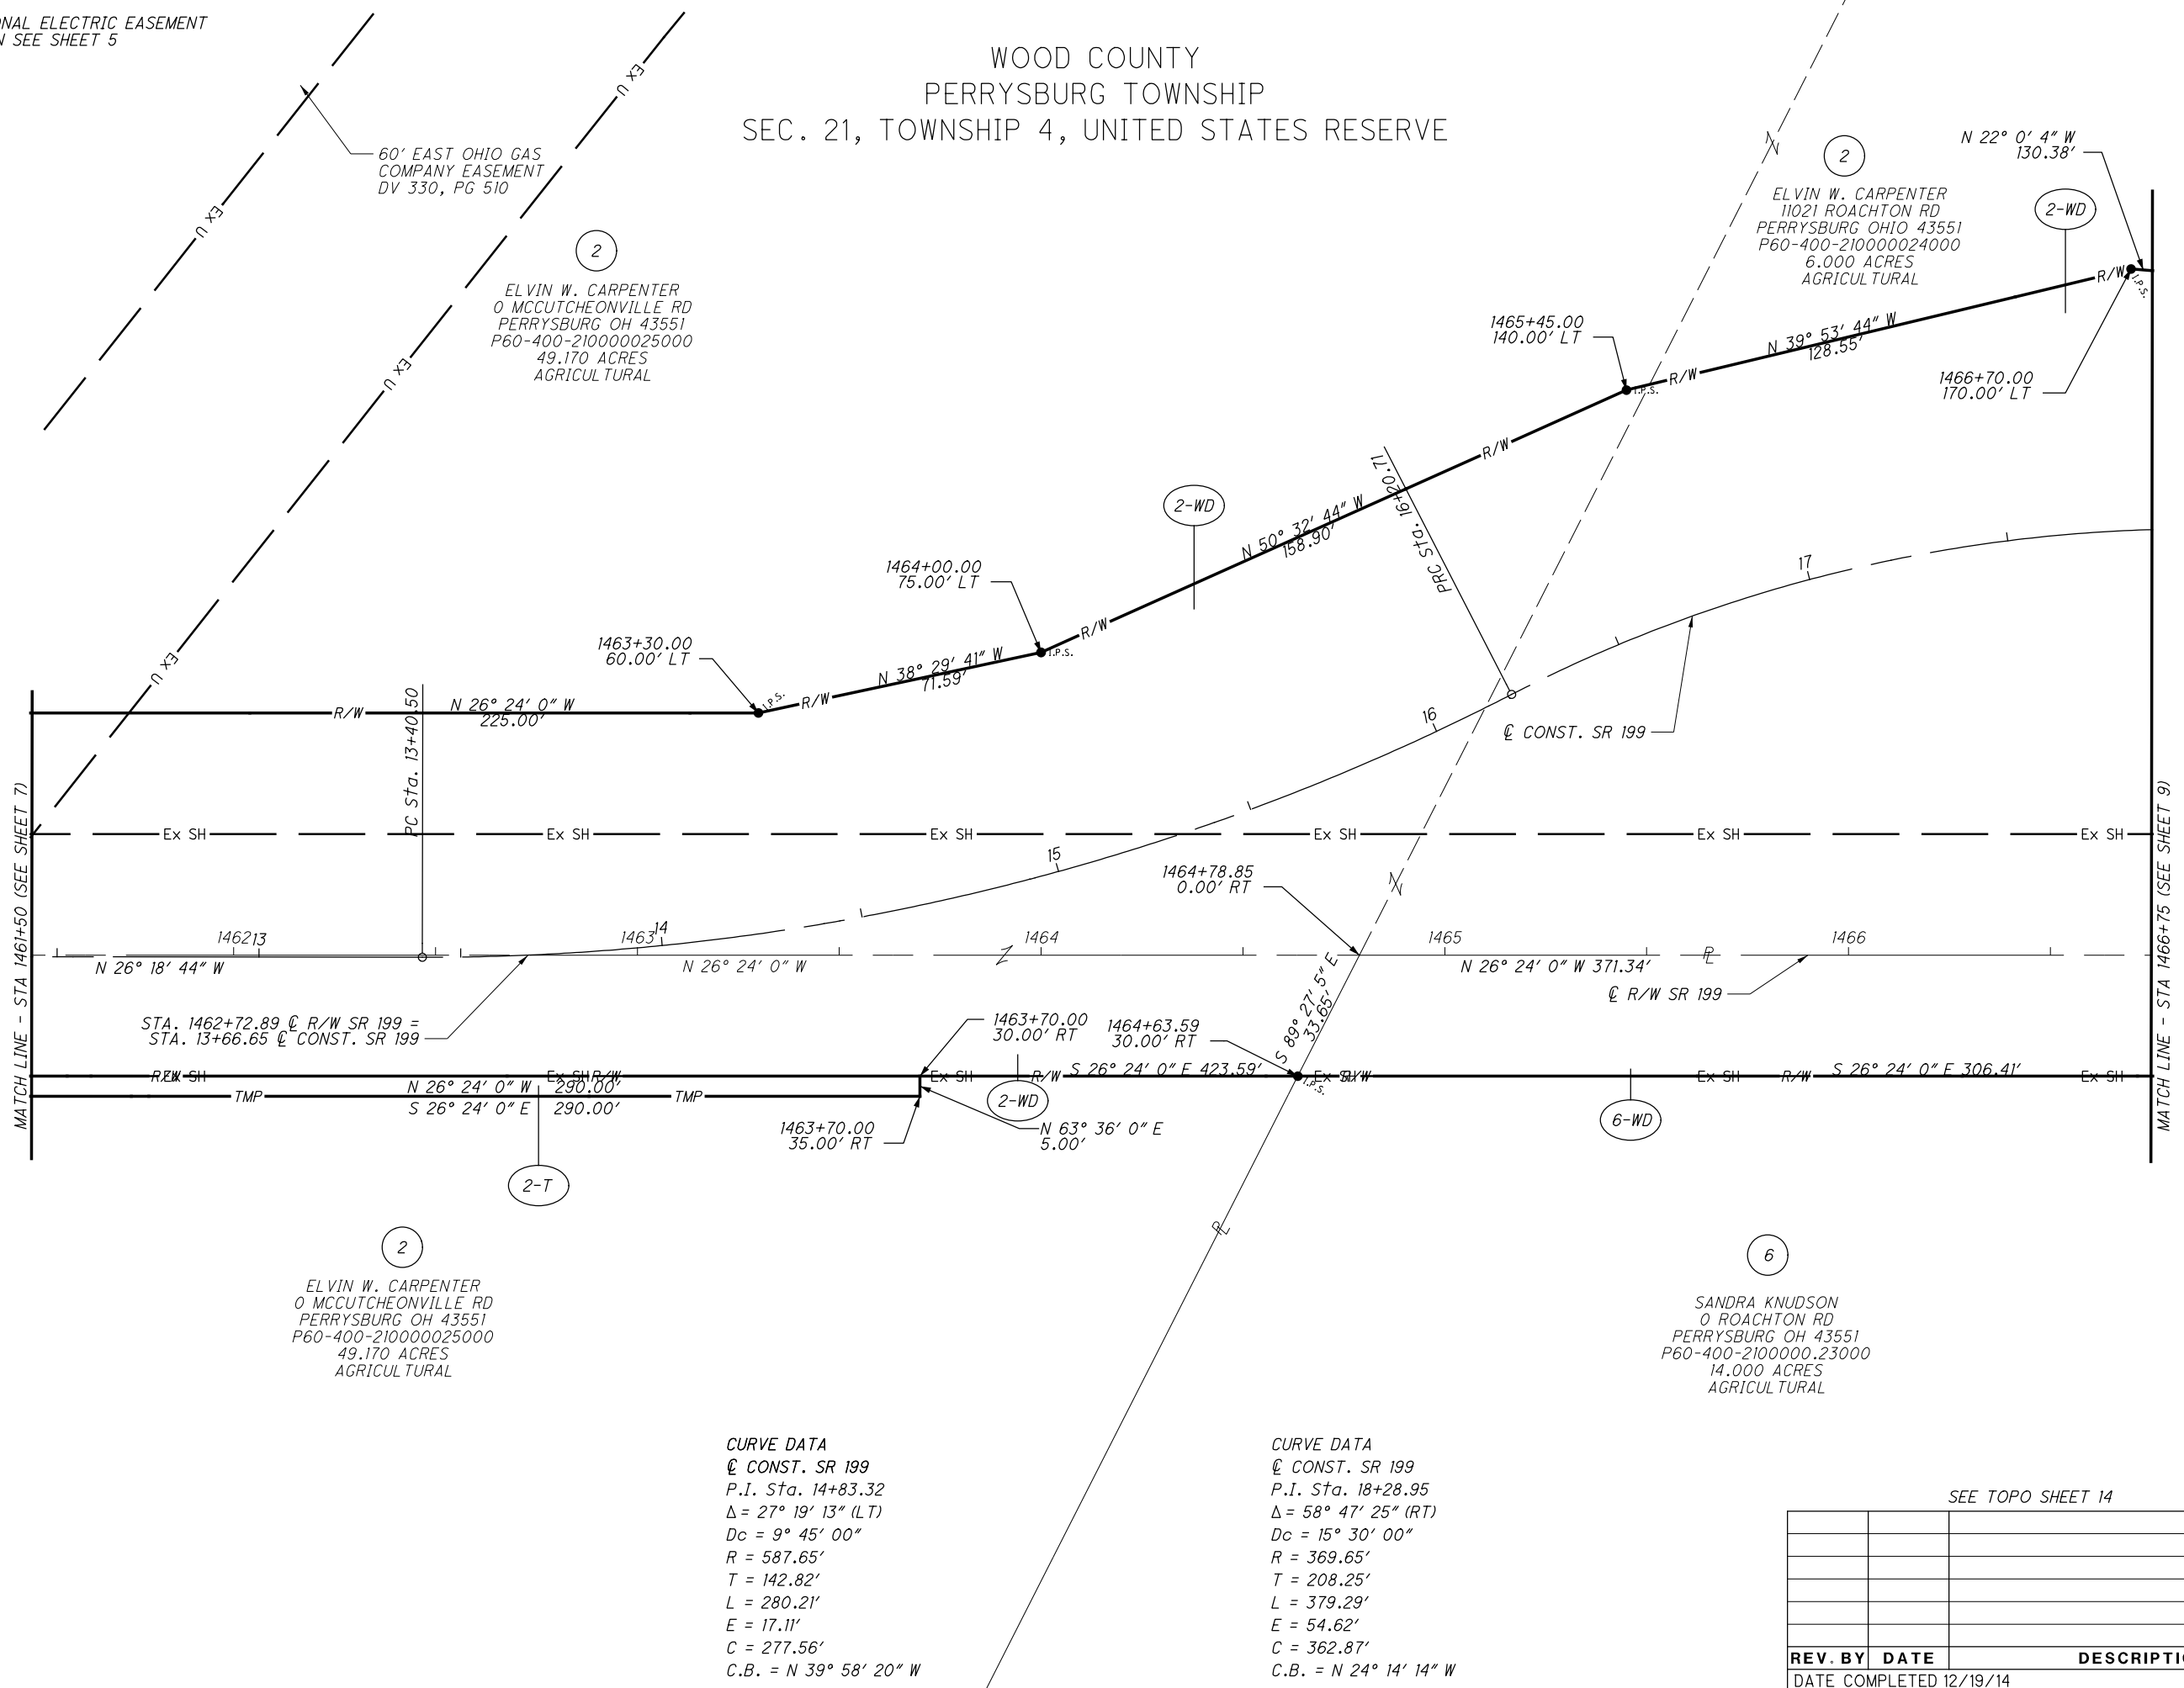 ONAL ELECTRIC EASEMENT
N SEE SHEET 5
WOOD COUNTY
PERRYSBURG TOWNSHIP
SEC. 21, TOWNSHIP 4, UNITED STATES RESERVE
EX U
60' EAST OHIO GAS
COMPANY EASEMENT
DV 330, PG 510
EX U
N 22° 0' 4" W
130.38'
2
ELVIN W. CARPENTER
11021 ROACHTON RD
PERRYSBURG OHIO 43551
P60-400-210000024000
6.000 ACRES
AGRICULTURAL
2-WD
2
ELVIN W. CARPENTER
0 MCCUTCHEONVILLE RD
PERRYSBURG OH 43551
P60-400-210000025000
49.170 ACRES
AGRICULTURAL
R/W
I.P.S.
1465+45.00
140.00' LT
I.P.S.
R/W
N 39° 53' 44" W
128.55'
1466+70.00
170.00' LT
EX U
R/W
PRC Sta. 16+20.71
2-WD
N 50° 32' 44" W
158.90'
1464+00.00
75.00' LT
17
R/W
I.P.S.
1463+30.00
60.00' LT
EX U
N 38° 29' 41" W
71.59'
I.P.S.
R/W
R/W
N 26° 24' 0" W
225.00'
PC Sta. 13+40.50
16
℄ CONST. SR 199
MATCH LINE - STA 1461+50 (SEE SHEET 7)
MATCH LINE - STA 1466+75 (SEE SHEET 9)
Ex SH
Ex SH
Ex SH
Ex SH
Ex SH
Ex SH
15
1464+78.85
0.00' RT
1462
13
1463
14
1464
1465
1466
N 26° 18' 44" W
N 26° 24' 0" W
N 26° 24' 0" W 371.34'
℄ R/W SR 199
S 89° 27' 5" E
33.65'
STA. 1462+72.89 ℄ R/W SR 199 =
STA. 13+66.65 ℄ CONST. SR 199
1463+70.00
30.00' RT
1464+63.59
30.00' RT
R/W
Ex SH
Ex SH
R/W
Ex SH
R/W
S 26° 24' 0" E 423.59'
I.P.S.
Ex SH
R/W
Ex SH
R/W
S 26° 24' 0" E 306.41'
Ex SH
N 26° 24' 0" W 290.00'
TMP
TMP
S 26° 24' 0" E 290.00'
2-WD
6-WD
1463+70.00
35.00' RT
N 63° 36' 0" E
5.00'
2-T
2
ELVIN W. CARPENTER
0 MCCUTCHEONVILLE RD
PERRYSBURG OH 43551
P60-400-210000025000
49.170 ACRES
AGRICULTURAL
6
SANDRA KNUDSON
0 ROACHTON RD
PERRYSBURG OH 43551
P60-400-2100000.23000
14.000 ACRES
AGRICULTURAL
CURVE DATA
℄ CONST. SR 199
P.I. Sta. 14+83.32
Δ = 27° 19' 13" (LT)
Dc = 9° 45' 00"
R = 587.65'
T = 142.82'
L = 280.21'
E = 17.11'
C = 277.56'
C.B. = N 39° 58' 20" W
CURVE DATA
℄ CONST. SR 199
P.I. Sta. 18+28.95
Δ = 58° 47' 25" (RT)
Dc = 15° 30' 00"
R = 369.65'
T = 208.25'
L = 379.29'
E = 54.62'
C = 362.87'
C.B. = N 24° 14' 14" W
SEE TOPO SHEET 14
REV. BY DATE DESCRIPTI
DATE COMPLETED 12/19/14